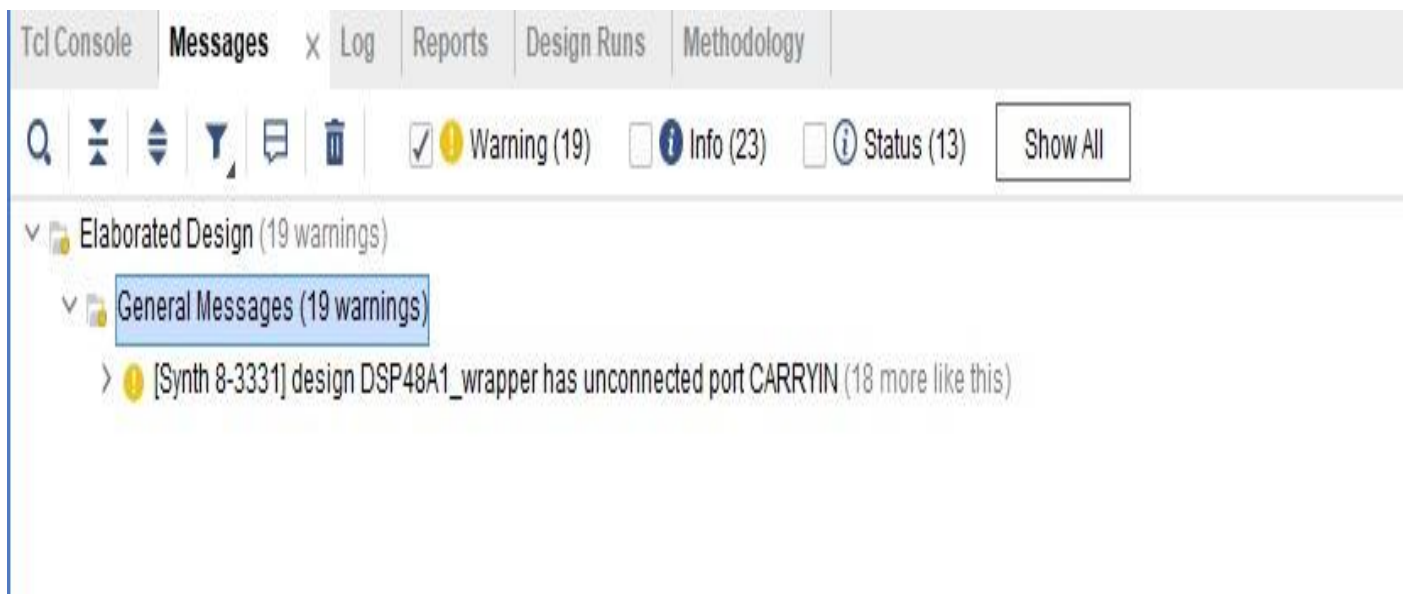 Tcl Console Messages × Log Reports Design Runs Methodology
Warning (19) Info (23) Status (13) Show All
Elaborated Design (19 warnings)
General Messages (19 warnings)
[Synth 8-3331] design DSP48A1_wrapper has unconnected port CARRYIN (18 more like this)